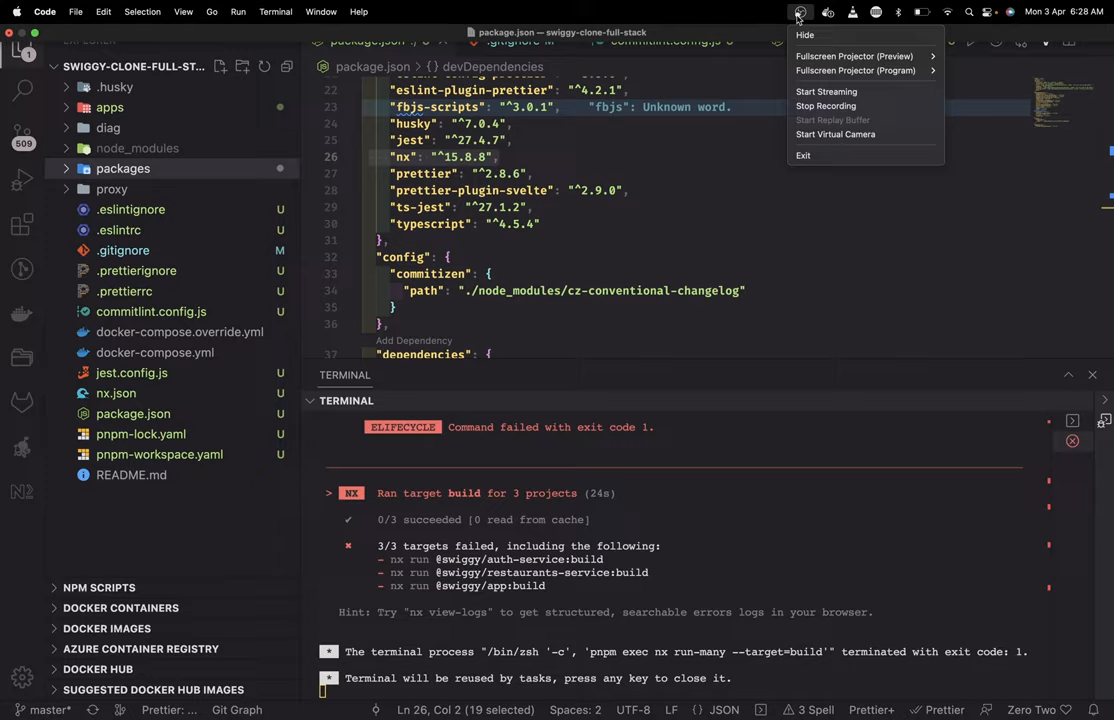 Code File Edit Selection View Go Run Terminal Window Help
Mon 3 Apr 6:28 AM
package.json — swiggy-clone-full-stack
Hide
Fullscreen Projector (Preview)
Fullscreen Projector (Program)
Start Streaming
Stop Recording
Start Replay Buffer
Start Virtual Camera
Exit
1
509
SWIGGY-CLONE-FULL-ST...
.husky
apps
diag
node_modules
packages
proxy
.eslintignore U
.eslintrc U
.gitignore M
.prettierignore U
.prettierrc U
commitlint.config.js U
docker-compose.override.yml
docker-compose.yml
jest.config.js U
nx.json U
package.json U
pnpm-lock.yaml U
pnpm-workspace.yaml U
README.md
NPM SCRIPTS
DOCKER CONTAINERS
DOCKER IMAGES
AZURE CONTAINER REGISTRY
DOCKER HUB
SUGGESTED DOCKER HUB IMAGES
package.json > {} devDependencies
22 "eslint-plugin-prettier": "^4.2.1",
23 "fbjs-scripts": "^3.0.1", "fbjs": Unknown word.
24 "husky": "^7.0.4",
25 "jest": "^27.4.7",
26 "nx": "^15.8.8",
27 "prettier": "^2.8.6",
28 "prettier-plugin-svelte": "^2.9.0",
29 "ts-jest": "^27.1.2",
30 "typescript": "^4.5.4"
31 },
32 "config": {
33 "commitizen": {
34 "path": "./node_modules/cz-conventional-changelog"
35 }
36 },
Add Dependency
37 "dependencies": {
TERMINAL
TERMINAL
ELIFECYCLE Command failed with exit code 1.
> NX Ran target build for 3 projects (24s)
✔ 0/3 succeeded [0 read from cache]
✖ 3/3 targets failed, including the following:
- nx run @swiggy/auth-service:build
- nx run @swiggy/restaurants-service:build
- nx run @swiggy/app:build
Hint: Try "nx view-logs" to get structured, searchable errors logs in your browser.
* The terminal process "/bin/zsh '-c', 'pnpm exec nx run-many --target=build'" terminated with exit code: 1.
* Terminal will be reused by tasks, press any key to close it.
master* Prettier: ... Git Graph Ln 26, Col 2 (19 selected) Spaces: 2 UTF-8 LF {} JSON 3 Spell Prettier+ Prettier Zero Two